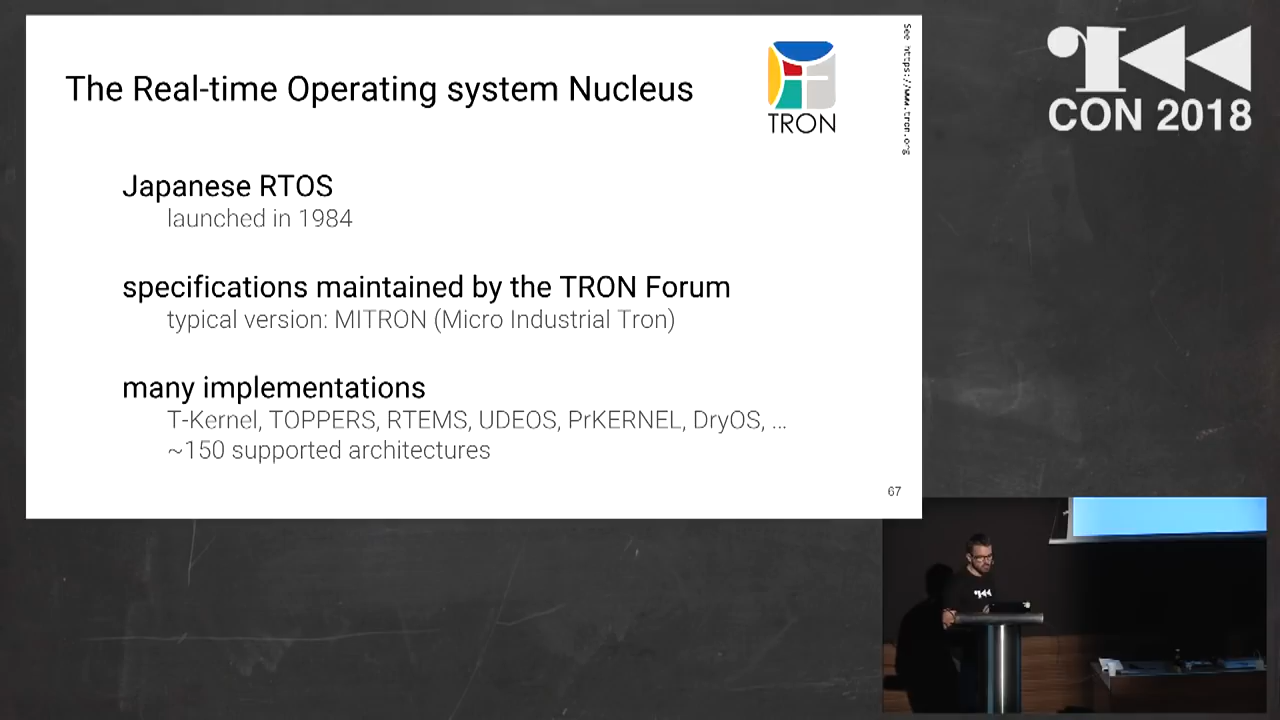 The Real-time Operating system Nucleus
TRON
See https://www.tron.org
Japanese RTOS
launched in 1984
specifications maintained by the TRON Forum
typical version: MITRON (Micro Industrial Tron)
many implementations
T-Kernel, TOPPERS, RTEMS, UDEOS, PrKERNEL, DryOS, ...
~150 supported architectures
67
CON 2018